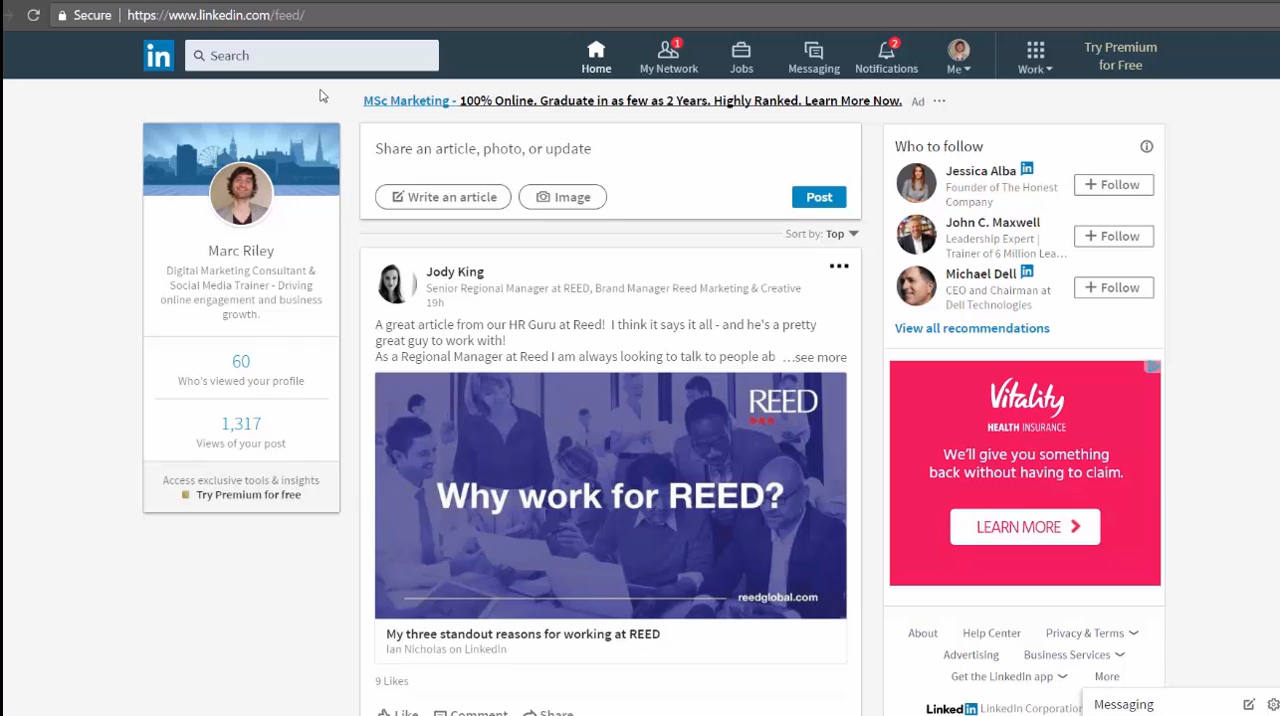 Secure
https://www.linkedin.com/feed/
in
Search
1
2
Home
My Network
Jobs
Messaging
Notifications
Me
Work
Try Premium
for Free
MSc Marketing - 100% Online. Graduate in as few as 2 Years. Highly Ranked. Learn More Now.
Ad
Marc Riley
Digital Marketing Consultant &
Social Media Trainer - Driving
online engagement and business
growth.
60
Who's viewed your profile
1,317
Views of your post
Access exclusive tools & insights
Try Premium for free
Share an article, photo, or update
Write an article
Image
Post
Sort by: Top
Jody King
Senior Regional Manager at REED, Brand Manager Reed Marketing & Creative
19h
A great article from our HR Guru at Reed! I think it says it all - and he's a pretty
great guy to work with!
As a Regional Manager at Reed I am always looking to talk to people ab ...see more
REED
Why work for REED?
reedglobal.com
My three standout reasons for working at REED
Ian Nicholas on LinkedIn
9 Likes
Like
Comment
Share
Who to follow
Jessica Alba in
Founder of The Honest
Company
+ Follow
John C. Maxwell
Leadership Expert |
Trainer of 6 Million Lea...
+ Follow
Michael Dell in
CEO and Chairman at
Dell Technologies
+ Follow
View all recommendations
Vitality
HEALTH INSURANCE
We'll give you something
back without having to claim.
LEARN MORE
About
Help Center
Privacy & Terms
Advertising
Business Services
Get the LinkedIn app
More
Linked in LinkedIn Corporation
Messaging